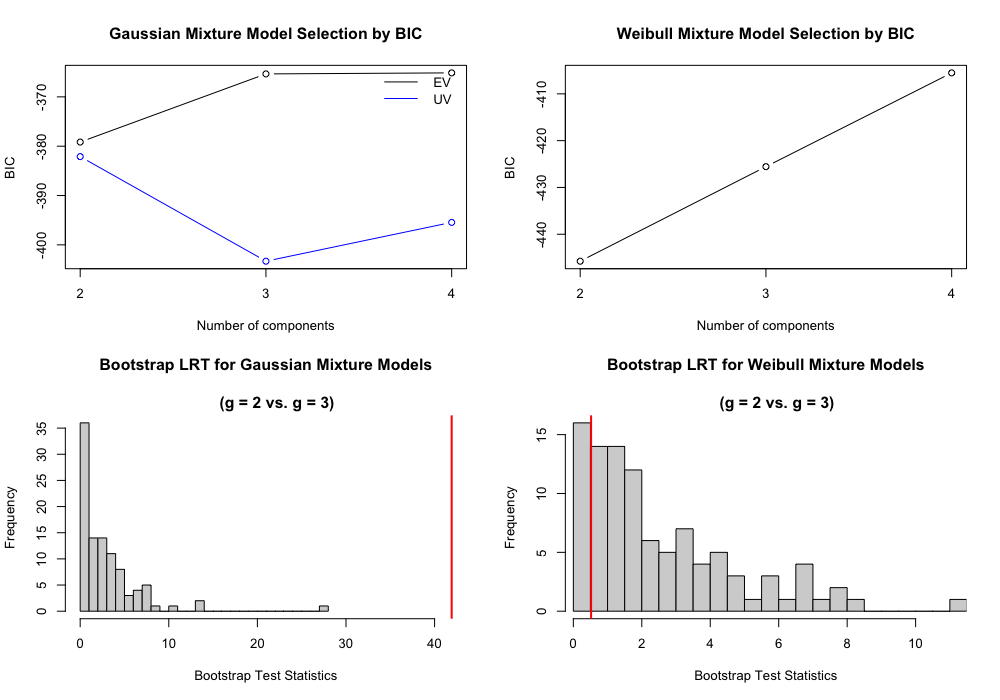 Gaussian Mixture Model Selection by BIC
BIC
-370
-380
-390
-400
EV
UV
2 3 4
Number of components
Weibull Mixture Model Selection by BIC
BIC
-410
-420
-430
-440
2 3 4
Number of components
Bootstrap LRT for Gaussian Mixture Models
(g = 2 vs. g = 3)
Frequency
35
30
25
20
15
10
5
0
0 10 20 30 40
Bootstrap Test Statistics
Bootstrap LRT for Weibull Mixture Models
(g = 2 vs. g = 3)
Frequency
15
10
5
0
0 2 4 6 8 10
Bootstrap Test Statistics